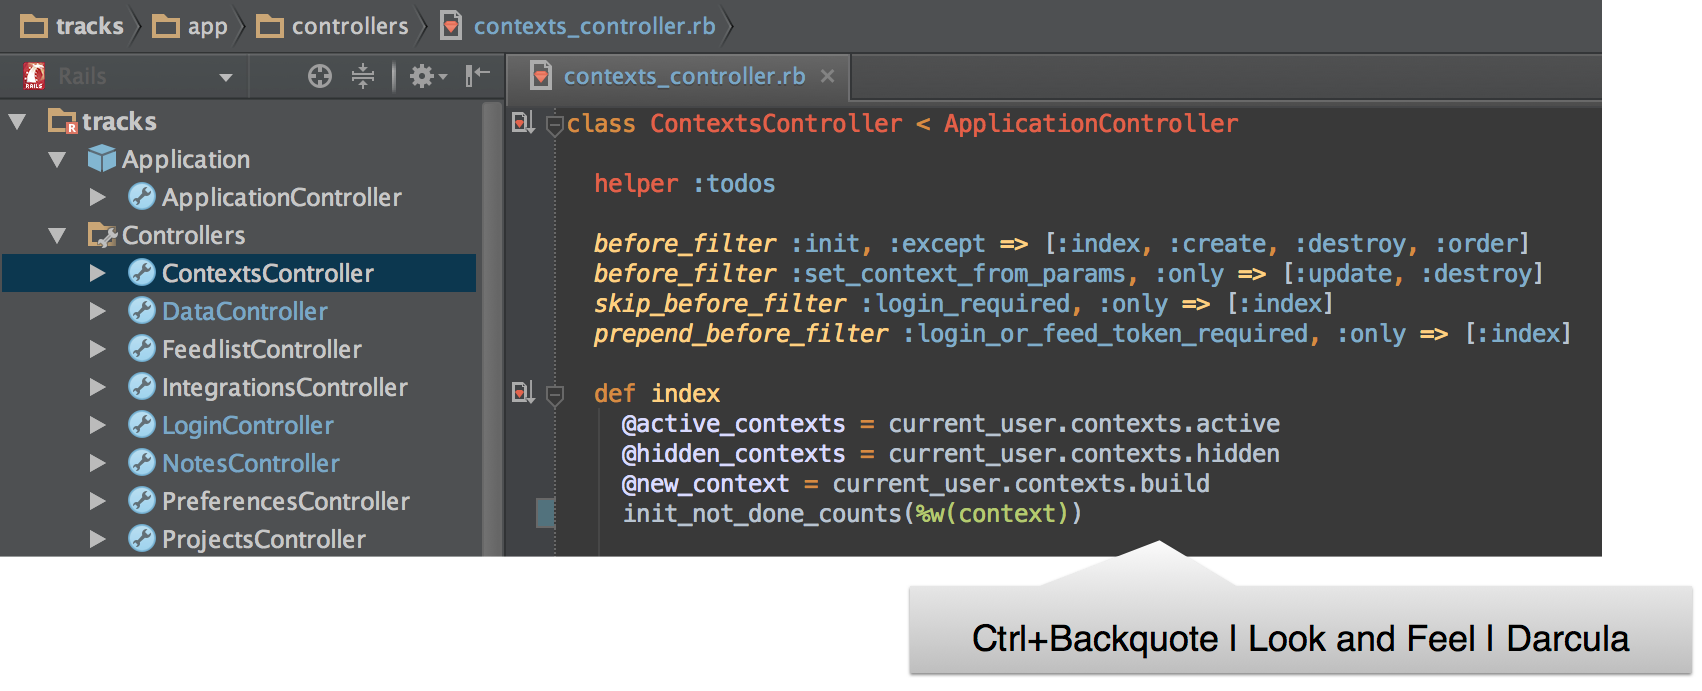 tracks app controllers contexts_controller.rb
Rails
contexts_controller.rb
tracks
Application
ApplicationController
Controllers
ContextsController
DataController
FeedlistController
IntegrationsController
LoginController
NotesController
PreferencesController
ProjectsController
class ContextsController < ApplicationController
helper :todos
before_filter :init, :except => [:index, :create, :destroy, :order]
before_filter :set_context_from_params, :only => [:update, :destroy]
skip_before_filter :login_required, :only => [:index]
prepend_before_filter :login_or_feed_token_required, :only => [:index]
def index
@active_contexts = current_user.contexts.active
@hidden_contexts = current_user.contexts.hidden
@new_context = current_user.contexts.build
init_not_done_counts(%w(context))
Ctrl+Backquote | Look and Feel | Darcula